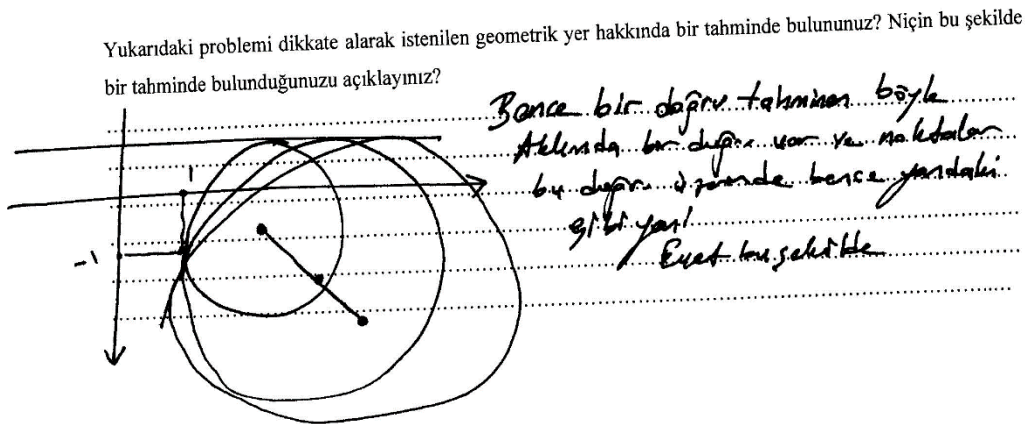 Yukarıdaki problemi dikkate alarak istenilen geometrik yer hakkında bir tahminde bulununuz? Niçin bu şekilde
bir tahminde bulunduğunuzu açıklayınız?
Bence bir doğru tahminen böyle
Aklımda bir doğru var ve noktalar
bu doğru üzerinde bence yandaki
gibi yani
Evet bu şekilde
1
-1